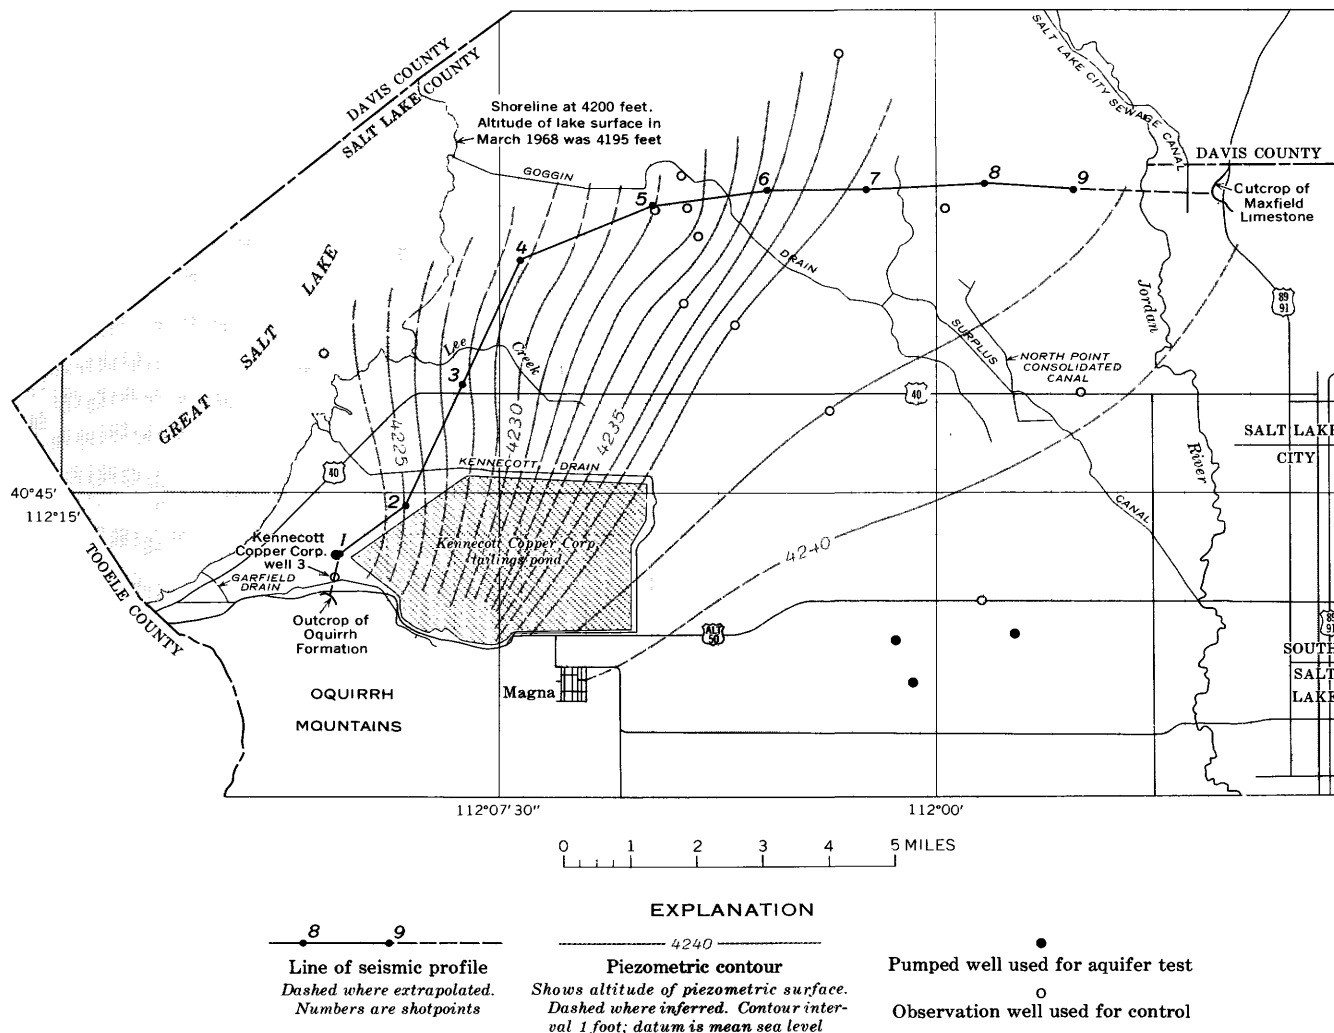 DAVIS COUNTY
SALT LAKE COUNTY
Shoreline at 4200 feet.
Altitude of lake surface in
March 1968 was 4195 feet
SALT LAKE CITY SEWAGE CANAL
DAVIS COUNTY
GOGGIN
DRAIN
5
6
7
8
9
Cutcrop of
Maxfield
Limestone
4
GREAT SALT LAKE
Jordan
River
89
91
Lee
Creek
SURPLUS
CANAL
NORTH POINT
CONSOLIDATED
CANAL
3
40
4225
4230
4235
SALT LAKE
CITY
KENNECOTT DRAIN
40
40°45'
112°15'
2
Kennecott
Copper Corp.
well 3
1
Kennecott Copper Corp
tailings pond
4240
TOOELE COUNTY
GARFIELD
DRAIN
Outcrop of
Oquirrh
Formation
ALT
50
89
91
SOUTH
SALT
LAKE
Magna
OQUIRRH
MOUNTAINS
112°07'30"
112°00'
0 1 2 3 4 5 MILES
EXPLANATION
8 9
Line of seismic profile
Dashed where extrapolated.
Numbers are shotpoints
4240
Piezometric contour
Shows altitude of piezometric surface.
Dashed where inferred. Contour inter-
val 1 foot; datum is mean sea level
Pumped well used for aquifer test
Observation well used for control